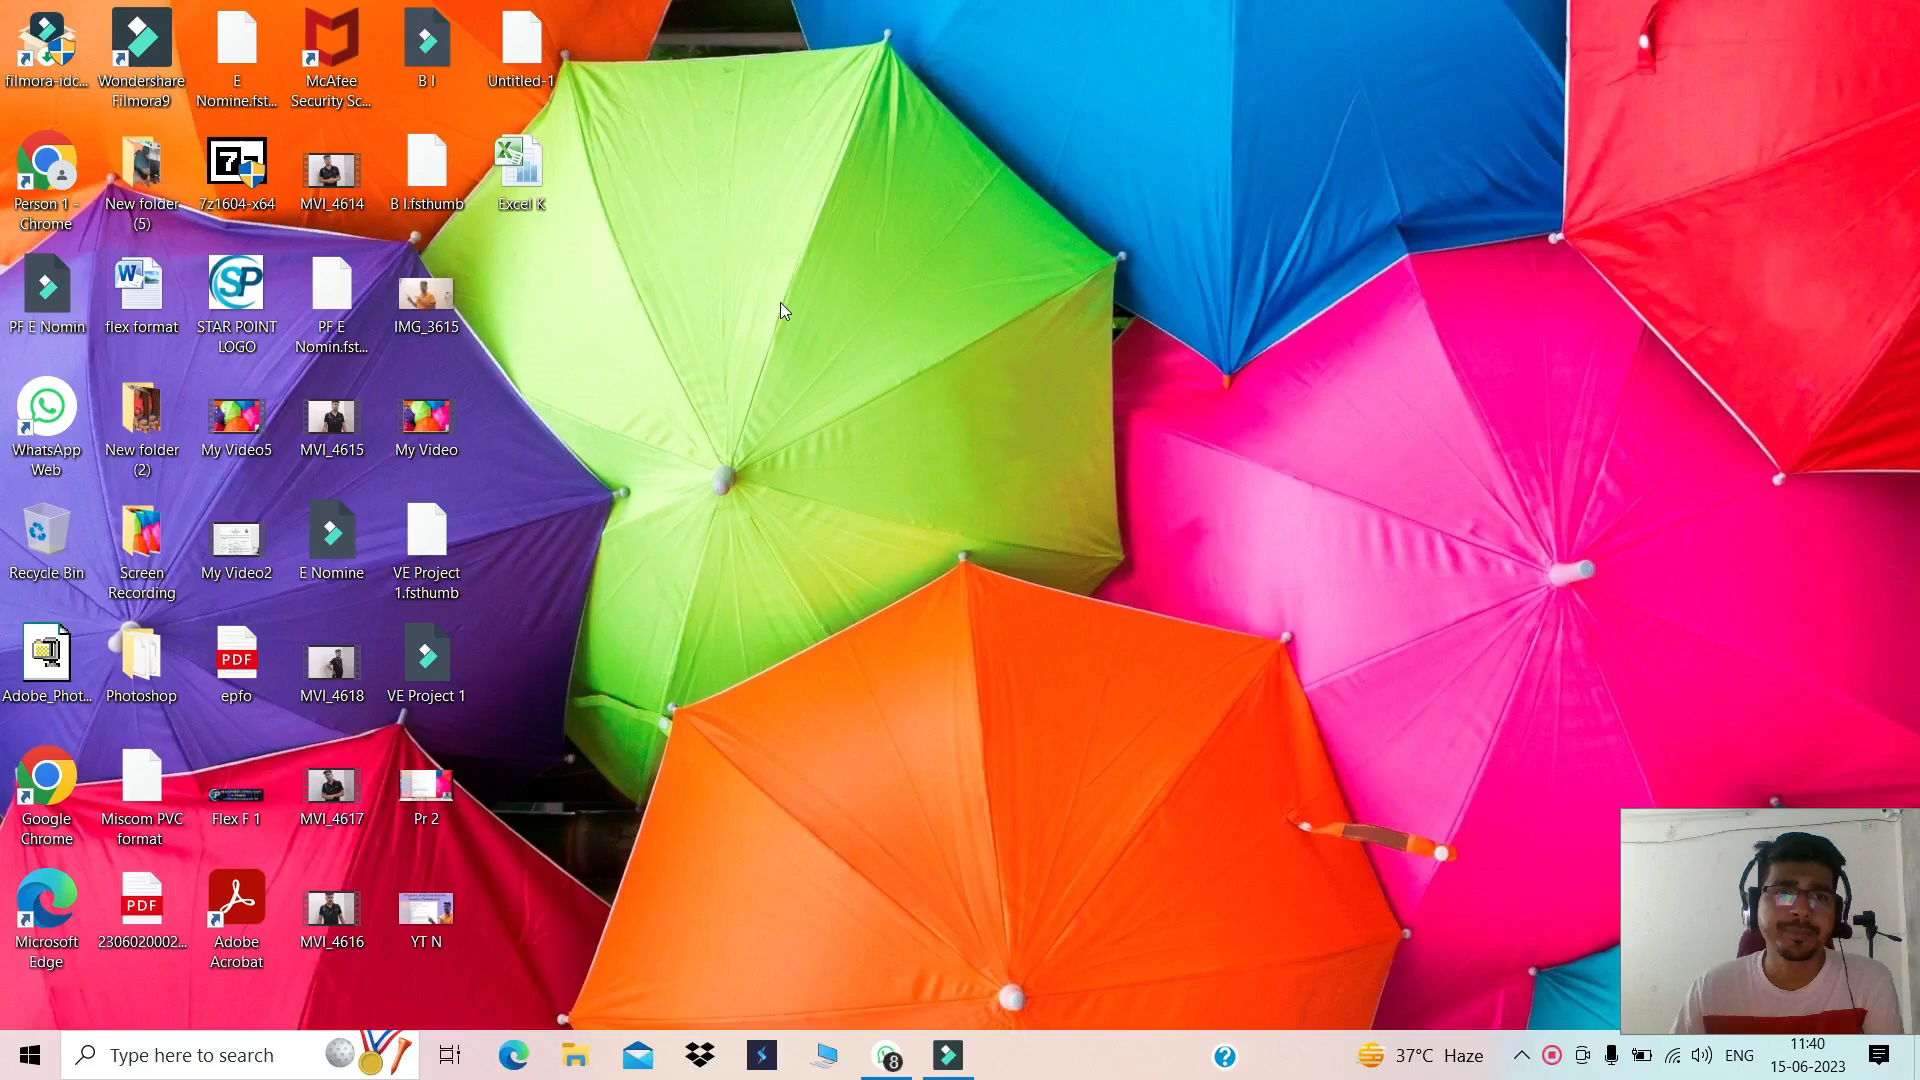 filmora-idc...
Wondershare
Filmora9
E
Nomine.fst...
McAfee
Security Sc...
B I
Untitled-1
Person 1 -
Chrome
New folder
(5)
7z1604-x64
MVI_4614
B I.fsthumb
Excel K
PF E Nomin
flex format
STAR POINT
LOGO
PF E
Nomin.fst...
IMG_3615
WhatsApp
Web
New folder
(2)
My Video5
MVI_4615
My Video
Recycle Bin
Screen
Recording
My Video2
E Nomine
VE Project
1.fsthumb
Adobe_Phot...
Photoshop
PDF
epfo
MVI_4618
VE Project 1
Google
Chrome
Miscom PVC
format
Flex F 1
MVI_4617
Pr 2
Microsoft
Edge
PDF
2306020002...
Adobe
Acrobat
MVI_4616
YT N
Type here to search
8
37°C Haze
ENG
11:40
15-06-2023